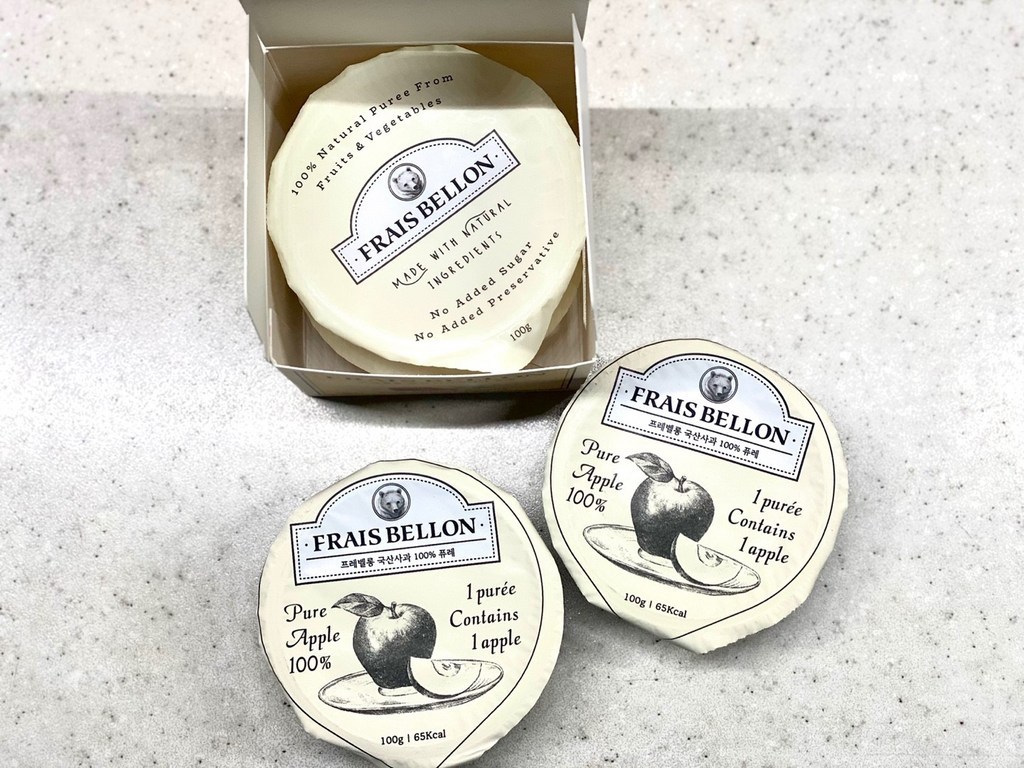 100% Natural Puree From
Fruits & Vegetables
FRAIS BELLON
MADE WITH NATURAL
INGREDIENTS
No Added Sugar
No Added Preservative
100g
FRAIS BELLON
FRAIS BELLON
프레벨롱 국산사과 100% 퓨레
Pure
Apple
100%
1 purée
Contains
1 apple
100g | 65Kcal
FRAIS BELLON
프레벨롱 국산사과 100% 퓨레
Pure
Apple
100%
1 purée
Contains
1 apple
100g | 65Kcal